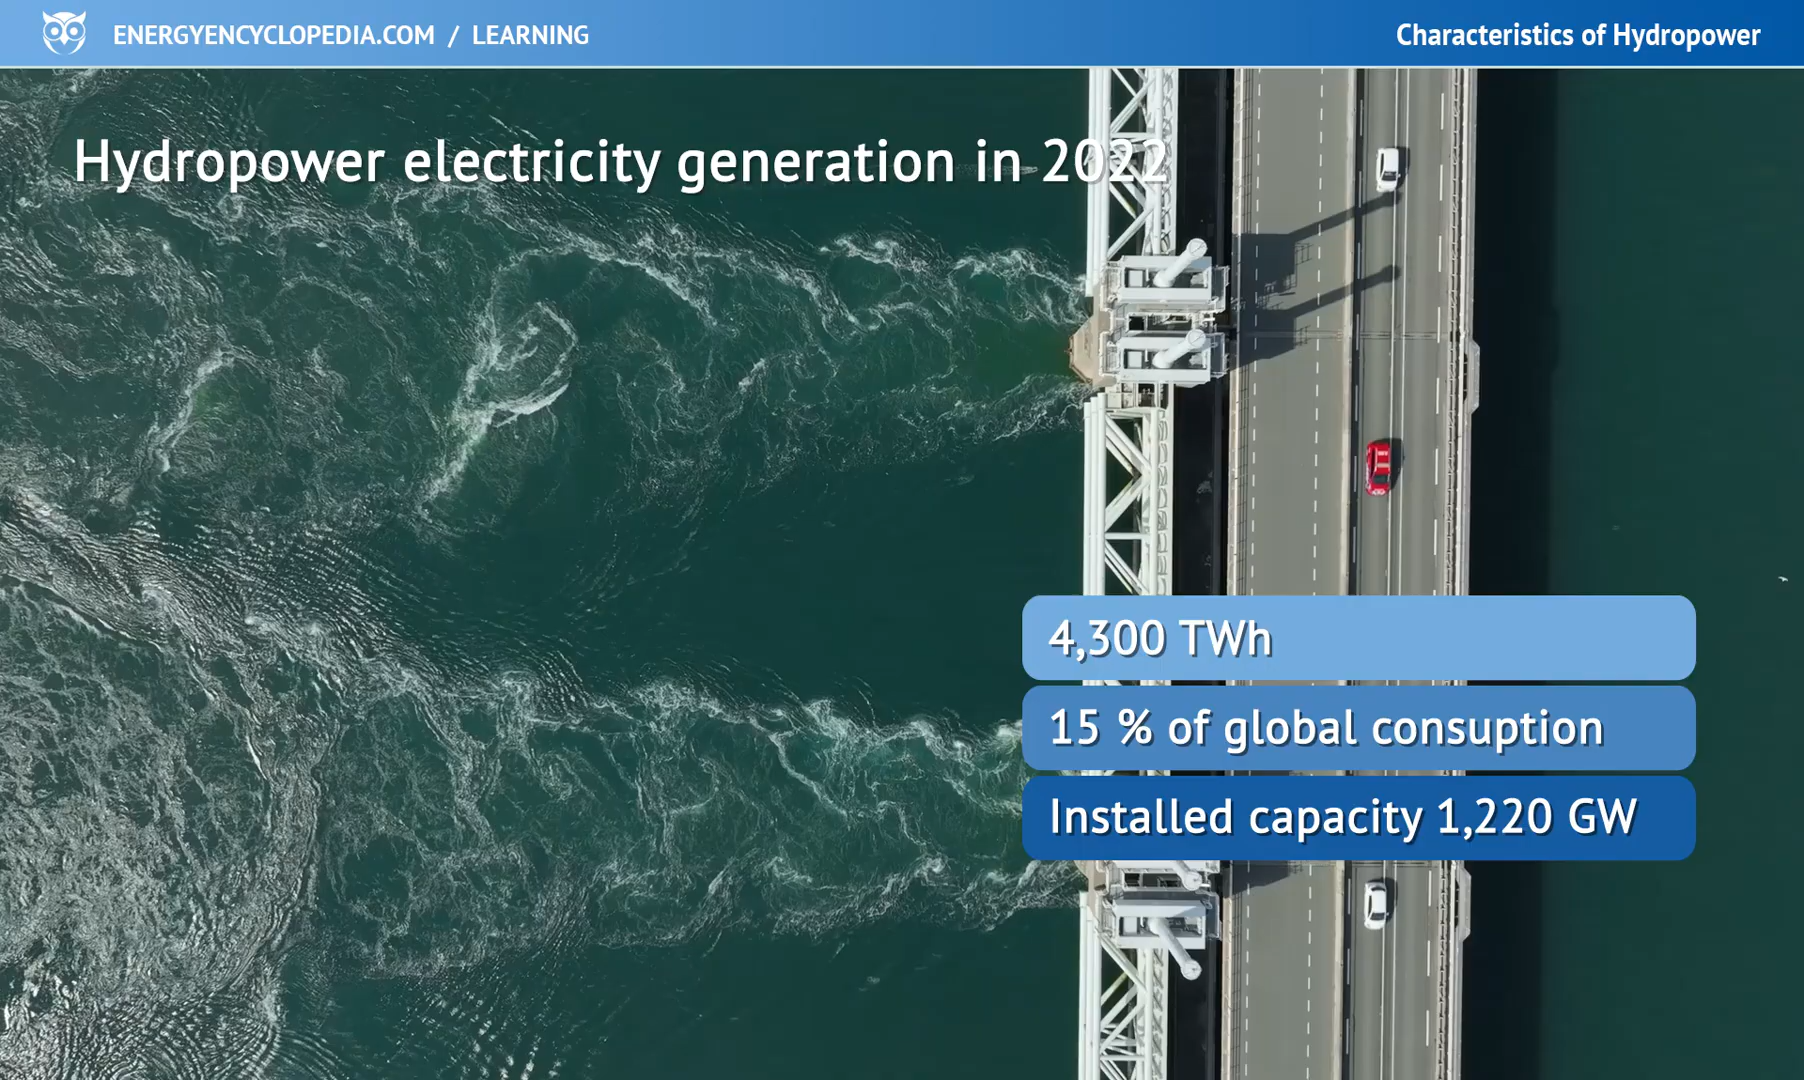 ENERGYENCYCLOPEDIA.COM / LEARNING
Characteristics of Hydropower
Hydropower electricity generation in 2022
4,300 TWh
15 % of global consuption
Installed capacity 1,220 GW